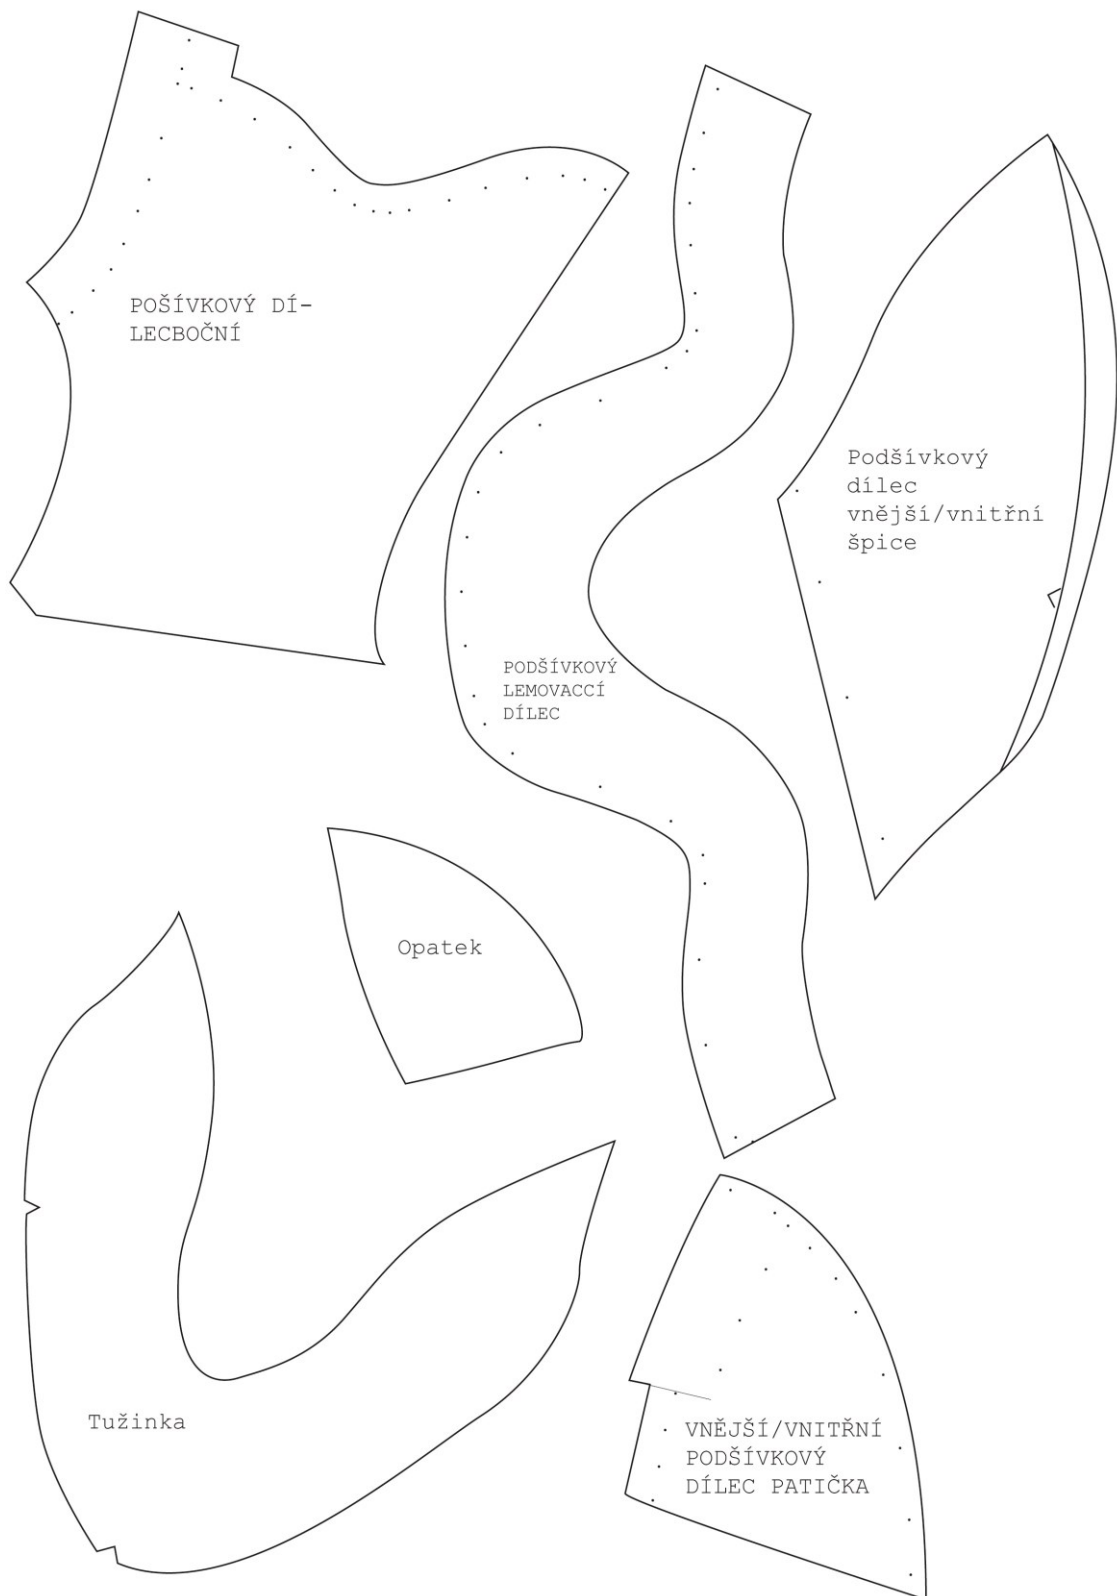 POŠÍVKOVÝ DÍ-
LECBOČNÍ
Podšívkový
dílec
vnější/vnitřní
špice
PODŠÍVKOVÝ
LEMOVACCÍ
DÍLEC
Opatek
Tužinka
VNĚJŠÍ/VNITŘNÍ
PODŠÍVKOVÝ
DÍLEC PATIČKA